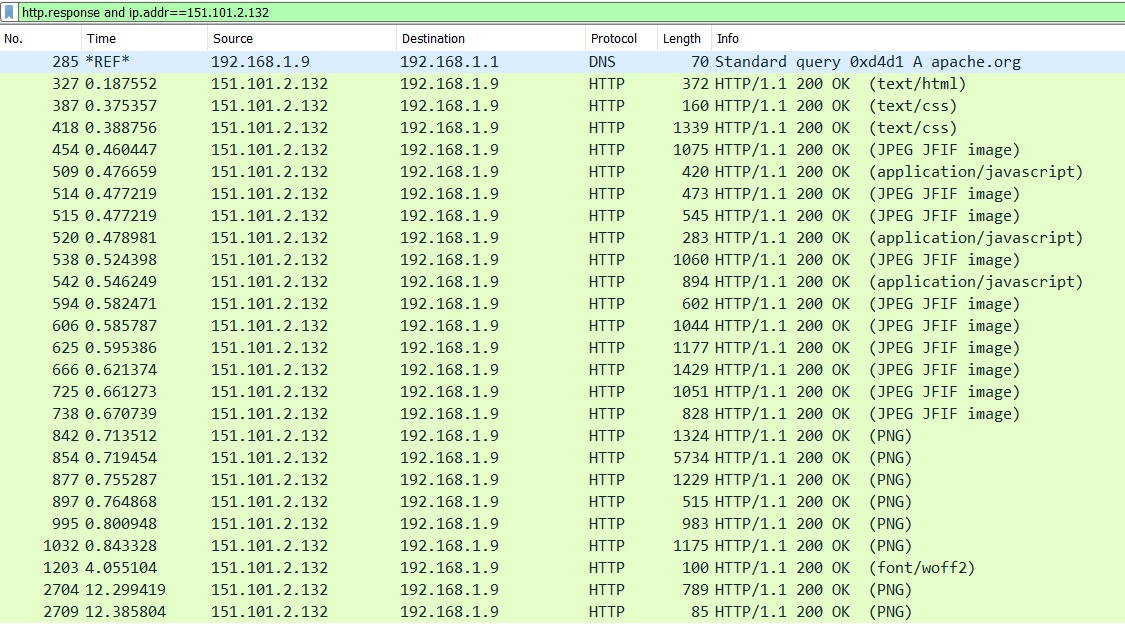 http.response and ip.addr==151.101.2.132
No. Time Source Destination Protocol Length Info
285 *REF* 192.168.1.9 192.168.1.1 DNS 70 Standard query 0xd4d1 A apache.org
327 0.187552 151.101.2.132 192.168.1.9 HTTP 372 HTTP/1.1 200 OK (text/html)
387 0.375357 151.101.2.132 192.168.1.9 HTTP 160 HTTP/1.1 200 OK (text/css)
418 0.388756 151.101.2.132 192.168.1.9 HTTP 1339 HTTP/1.1 200 OK (text/css)
454 0.460447 151.101.2.132 192.168.1.9 HTTP 1075 HTTP/1.1 200 OK (JPEG JFIF image)
509 0.476659 151.101.2.132 192.168.1.9 HTTP 420 HTTP/1.1 200 OK (application/javascript)
514 0.477219 151.101.2.132 192.168.1.9 HTTP 473 HTTP/1.1 200 OK (JPEG JFIF image)
515 0.477219 151.101.2.132 192.168.1.9 HTTP 545 HTTP/1.1 200 OK (JPEG JFIF image)
520 0.478981 151.101.2.132 192.168.1.9 HTTP 283 HTTP/1.1 200 OK (application/javascript)
538 0.524398 151.101.2.132 192.168.1.9 HTTP 1060 HTTP/1.1 200 OK (JPEG JFIF image)
542 0.546249 151.101.2.132 192.168.1.9 HTTP 894 HTTP/1.1 200 OK (application/javascript)
594 0.582471 151.101.2.132 192.168.1.9 HTTP 602 HTTP/1.1 200 OK (JPEG JFIF image)
606 0.585787 151.101.2.132 192.168.1.9 HTTP 1044 HTTP/1.1 200 OK (JPEG JFIF image)
625 0.595386 151.101.2.132 192.168.1.9 HTTP 1177 HTTP/1.1 200 OK (JPEG JFIF image)
666 0.621374 151.101.2.132 192.168.1.9 HTTP 1429 HTTP/1.1 200 OK (JPEG JFIF image)
725 0.661273 151.101.2.132 192.168.1.9 HTTP 1051 HTTP/1.1 200 OK (JPEG JFIF image)
738 0.670739 151.101.2.132 192.168.1.9 HTTP 828 HTTP/1.1 200 OK (JPEG JFIF image)
842 0.713512 151.101.2.132 192.168.1.9 HTTP 1324 HTTP/1.1 200 OK (PNG)
854 0.719454 151.101.2.132 192.168.1.9 HTTP 5734 HTTP/1.1 200 OK (PNG)
877 0.755287 151.101.2.132 192.168.1.9 HTTP 1229 HTTP/1.1 200 OK (PNG)
897 0.764868 151.101.2.132 192.168.1.9 HTTP 515 HTTP/1.1 200 OK (PNG)
995 0.800948 151.101.2.132 192.168.1.9 HTTP 983 HTTP/1.1 200 OK (PNG)
1032 0.843328 151.101.2.132 192.168.1.9 HTTP 1175 HTTP/1.1 200 OK (PNG)
1203 4.055104 151.101.2.132 192.168.1.9 HTTP 100 HTTP/1.1 200 OK (font/woff2)
2704 12.299419 151.101.2.132 192.168.1.9 HTTP 789 HTTP/1.1 200 OK (PNG)
2709 12.385804 151.101.2.132 192.168.1.9 HTTP 85 HTTP/1.1 200 OK (PNG)